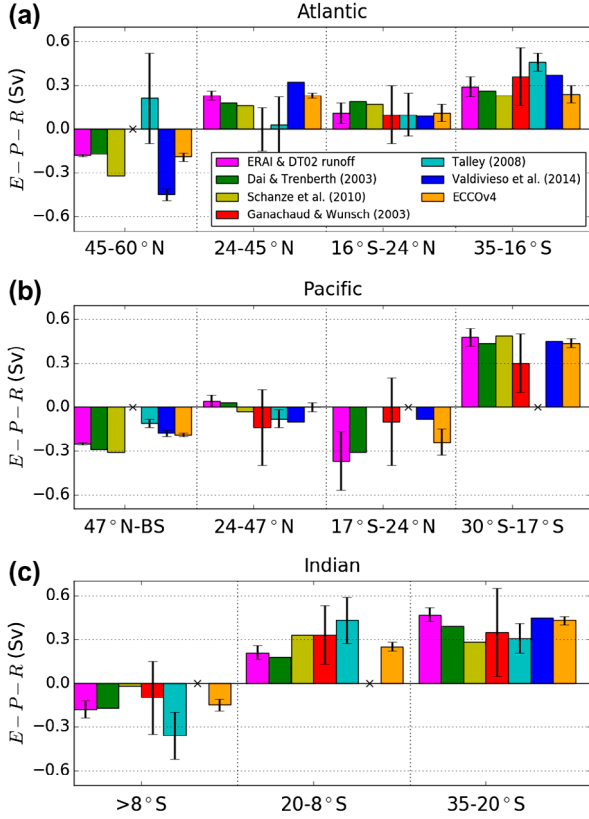 (a)
Atlantic
E − P − R (Sv)
0.6
0.3
0.0
−0.3
−0.6
ERAI & DT02 runoff
Dai & Trenberth (2003)
Schanze et al. (2010)
Ganachaud & Wunsch (2003)
Talley (2008)
Valdivieso et al. (2014)
ECCOv4
45-60°N
24-45°N
16°S-24°N
35-16°S
(b)
Pacific
E − P − R (Sv)
0.6
0.3
0.0
−0.3
−0.6
47°N-BS
24-47°N
17°S-24°N
30°S-17°S
(c)
Indian
E − P − R (Sv)
0.6
0.3
0.0
−0.3
−0.6
>8°S
20-8°S
35-20°S